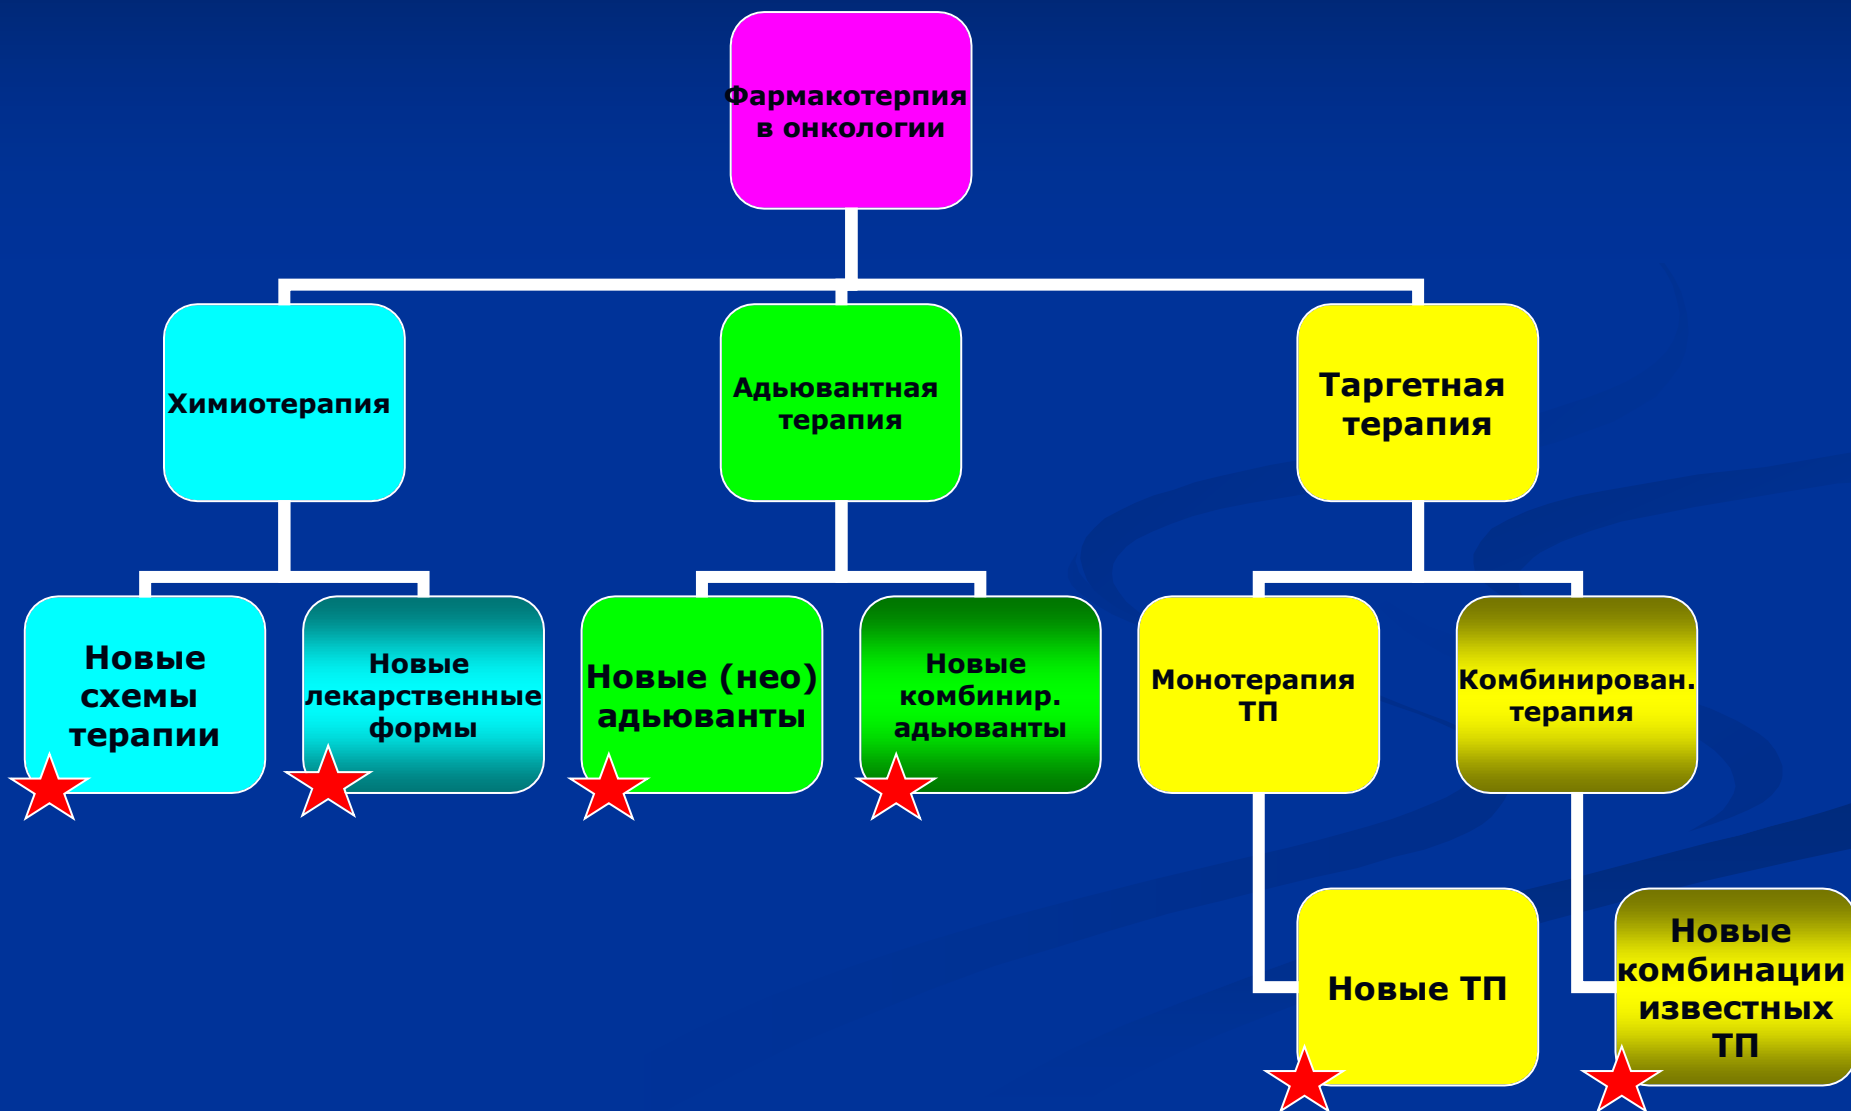 Фармакотерпия
в онкологии
Химиотерапия
Адьювантная
терапия
Таргетная
терапия
Новые
схемы
терапии
Новые
лекарственные
формы
Новые (нео)
адьюванты
Новые
комбинир.
адьюванты
Монотерапия
ТП
Комбинирован.
терапия
Новые ТП
Новые
комбинации
известных
ТП